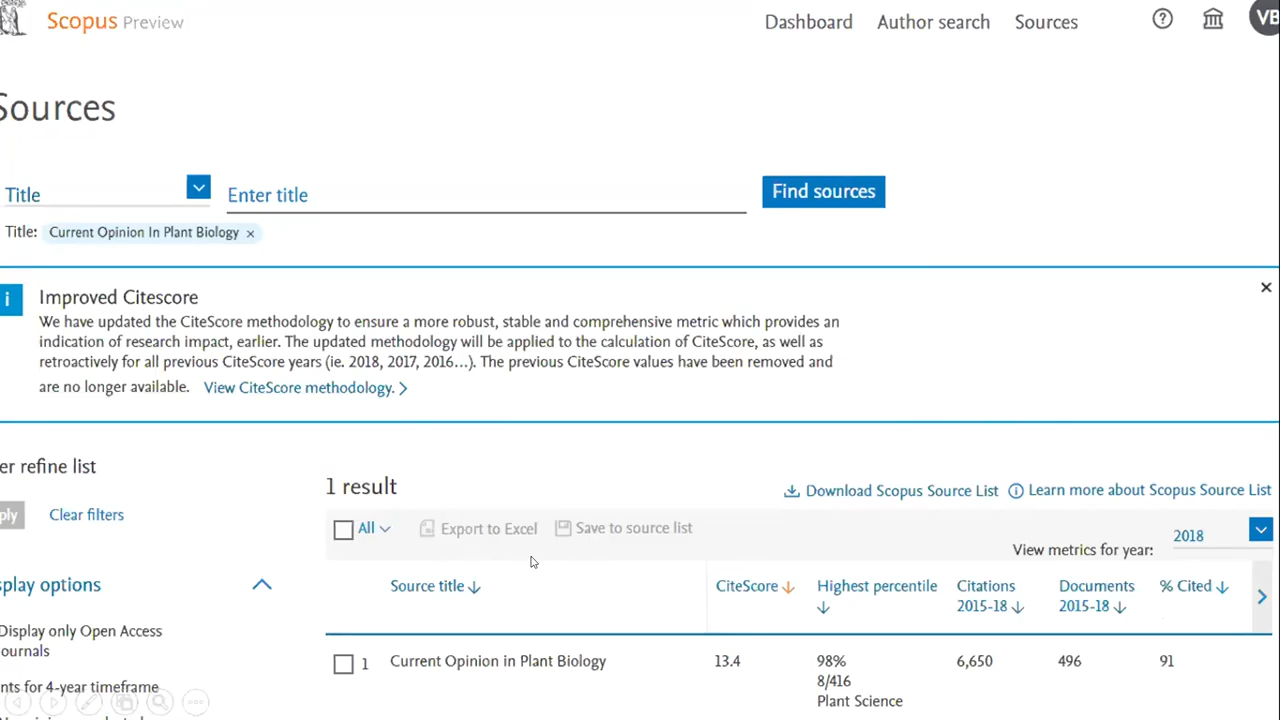 Scopus Preview
Dashboard Author search Sources
VB
Sources
Title Enter title Find sources
Title: Current Opinion In Plant Biology ×
i Improved Citescore ×
We have updated the CiteScore methodology to ensure a more robust, stable and comprehensive metric which provides an
indication of research impact, earlier. The updated methodology will be applied to the calculation of CiteScore, as well as
retroactively for all previous CiteScore years (ie. 2018, 2017, 2016...). The previous CiteScore values have been removed and
are no longer available. View CiteScore methodology. >
er refine list
1 result
Download Scopus Source List Learn more about Scopus Source List
ply Clear filters
All Export to Excel Save to source list
View metrics for year: 2018
splay options
Source title CiteScore Highest percentile Citations 2015-18 Documents 2015-18 % Cited
Display only Open Access
ournals
1 Current Opinion in Plant Biology 13.4 98% 6,650 496 91
8/416
Plant Science
nts for 4-year timeframe